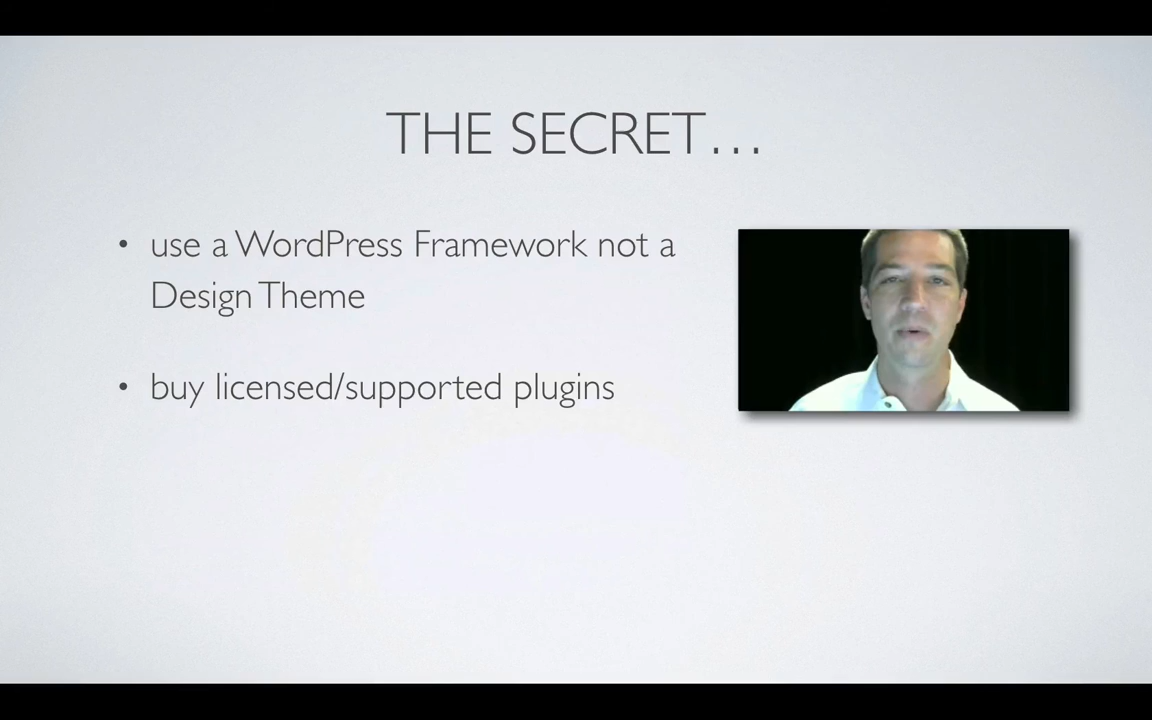 THE SECRET…
• use a WordPress Framework not a
Design Theme
• buy licensed/supported plugins